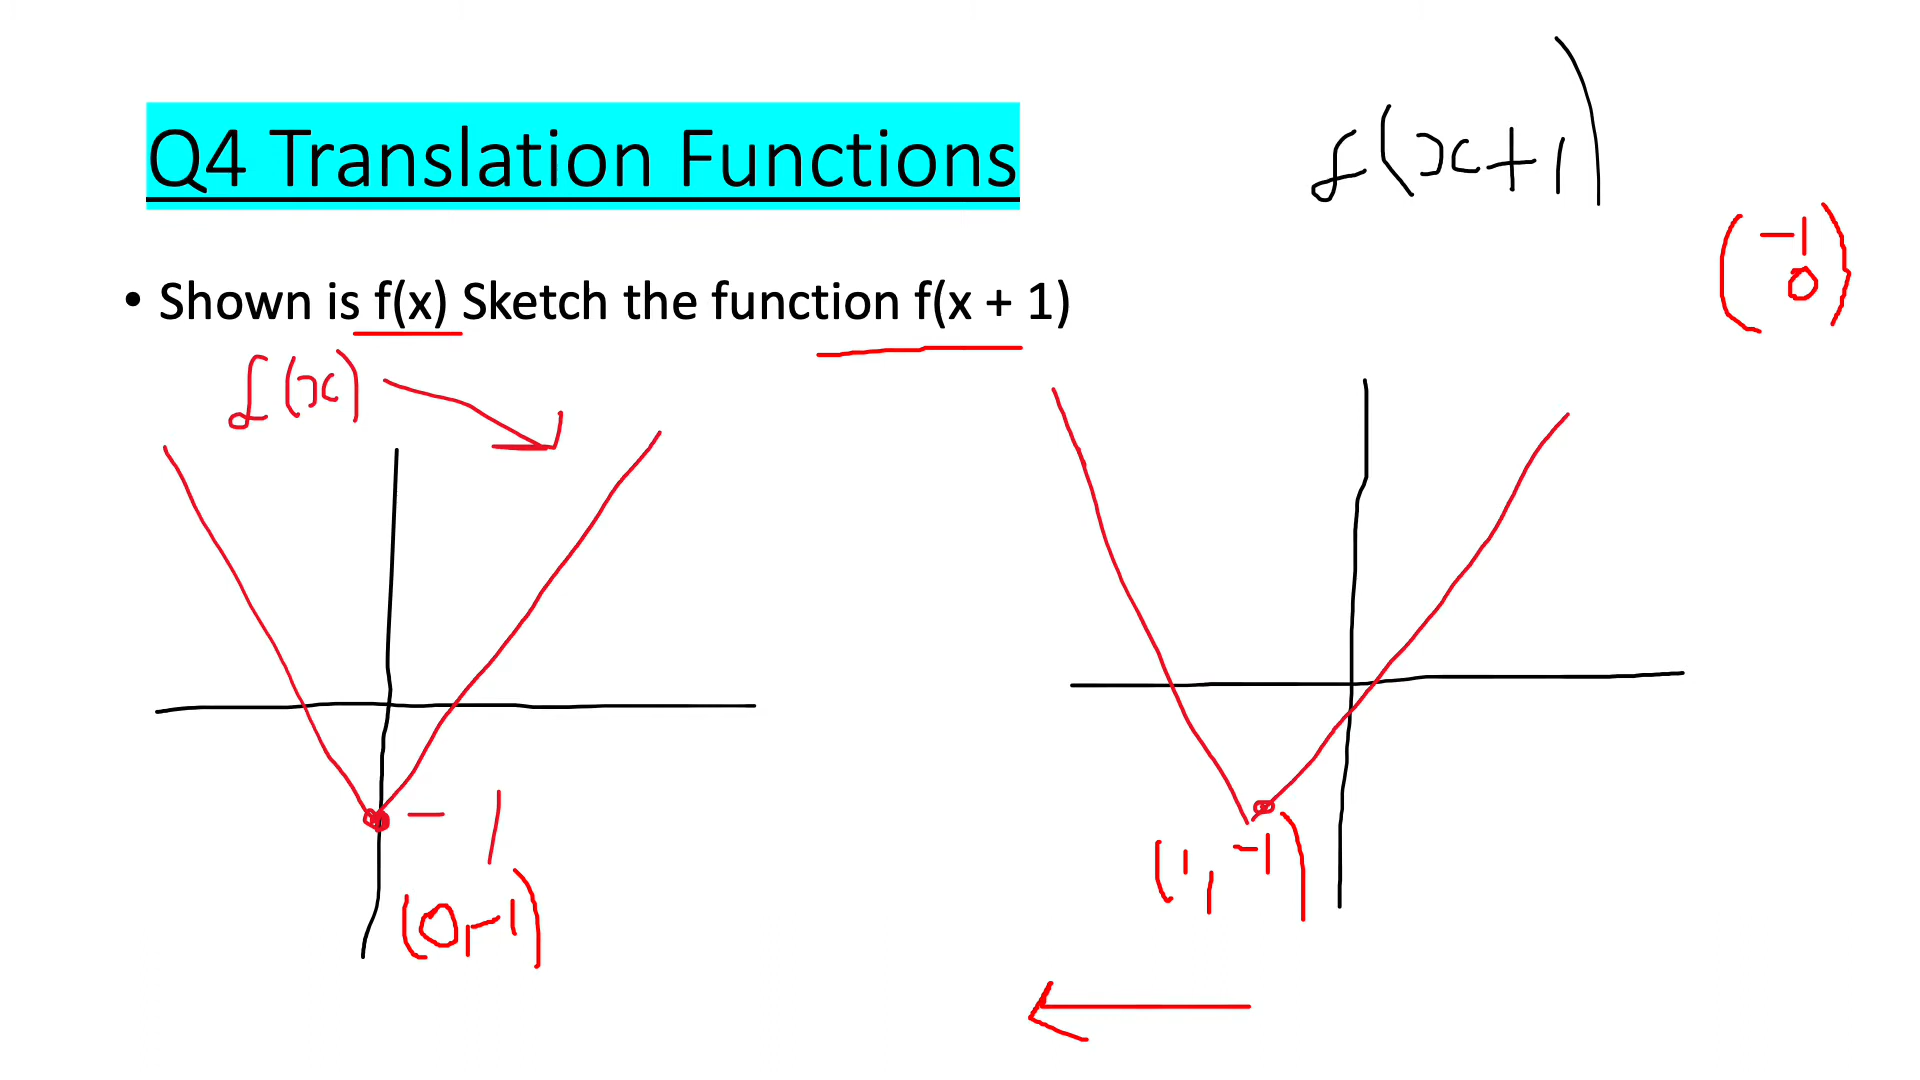 Q4 Translation Functions
f(x+1)
(-1
0)
• Shown is f(x) Sketch the function f(x + 1)
f(x)
-1
(0,-1)
(1,-1)